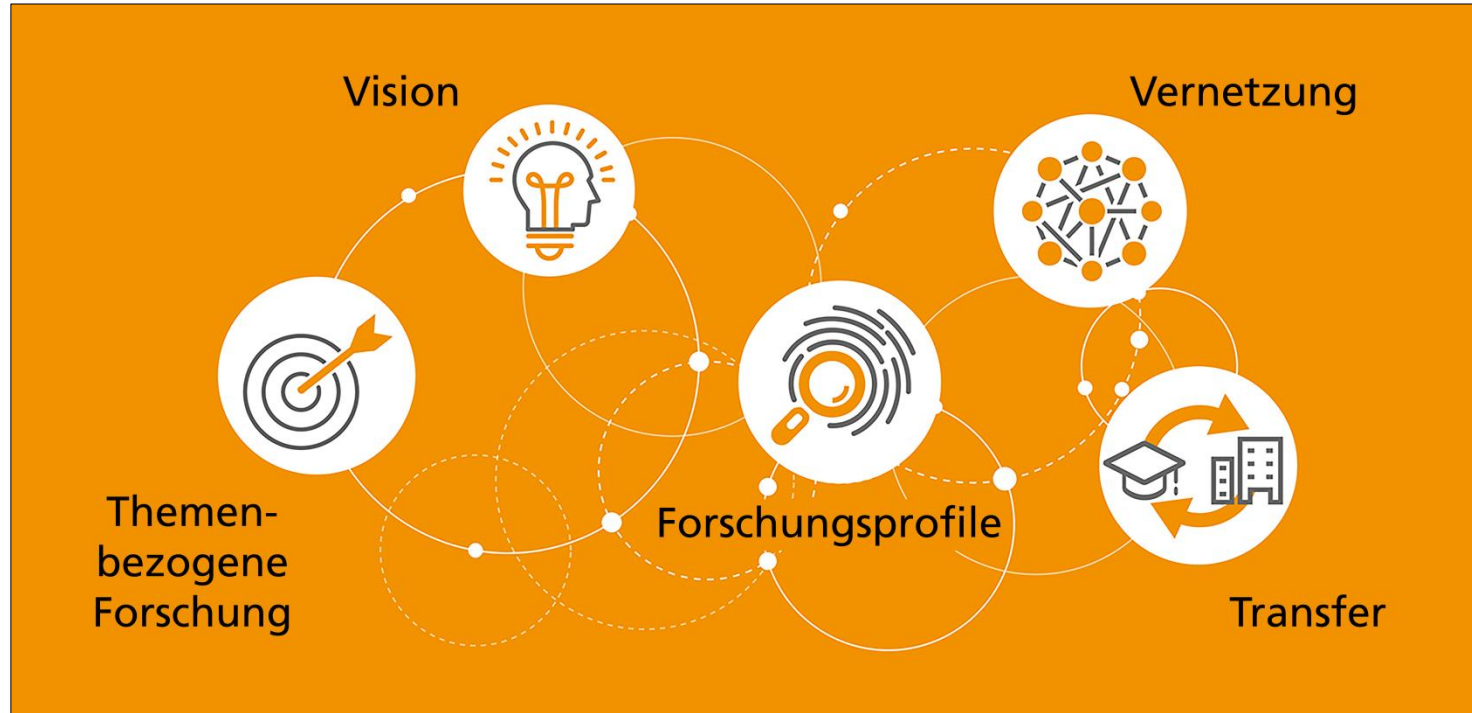 Vision
Vernetzung
Themen-
bezogene
Forschung
Forschungsprofile
Transfer